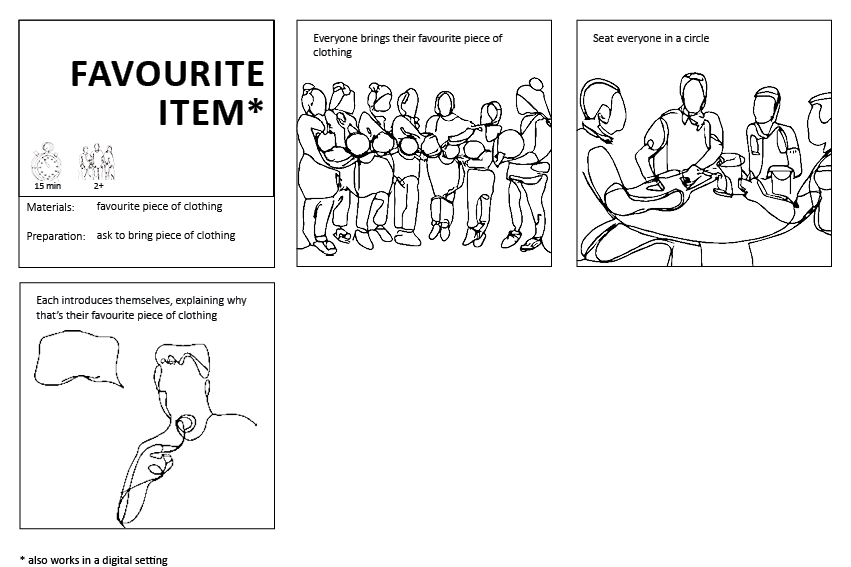 FAVOURITE
ITEM*
15 min
2+
Materials: favourite piece of clothing
Preparation: ask to bring piece of clothing
Everyone brings their favourite piece of
clothing
Seat everyone in a circle
Each introduces themselves, explaining why
that's their favourite piece of clothing
* also works in a digital setting